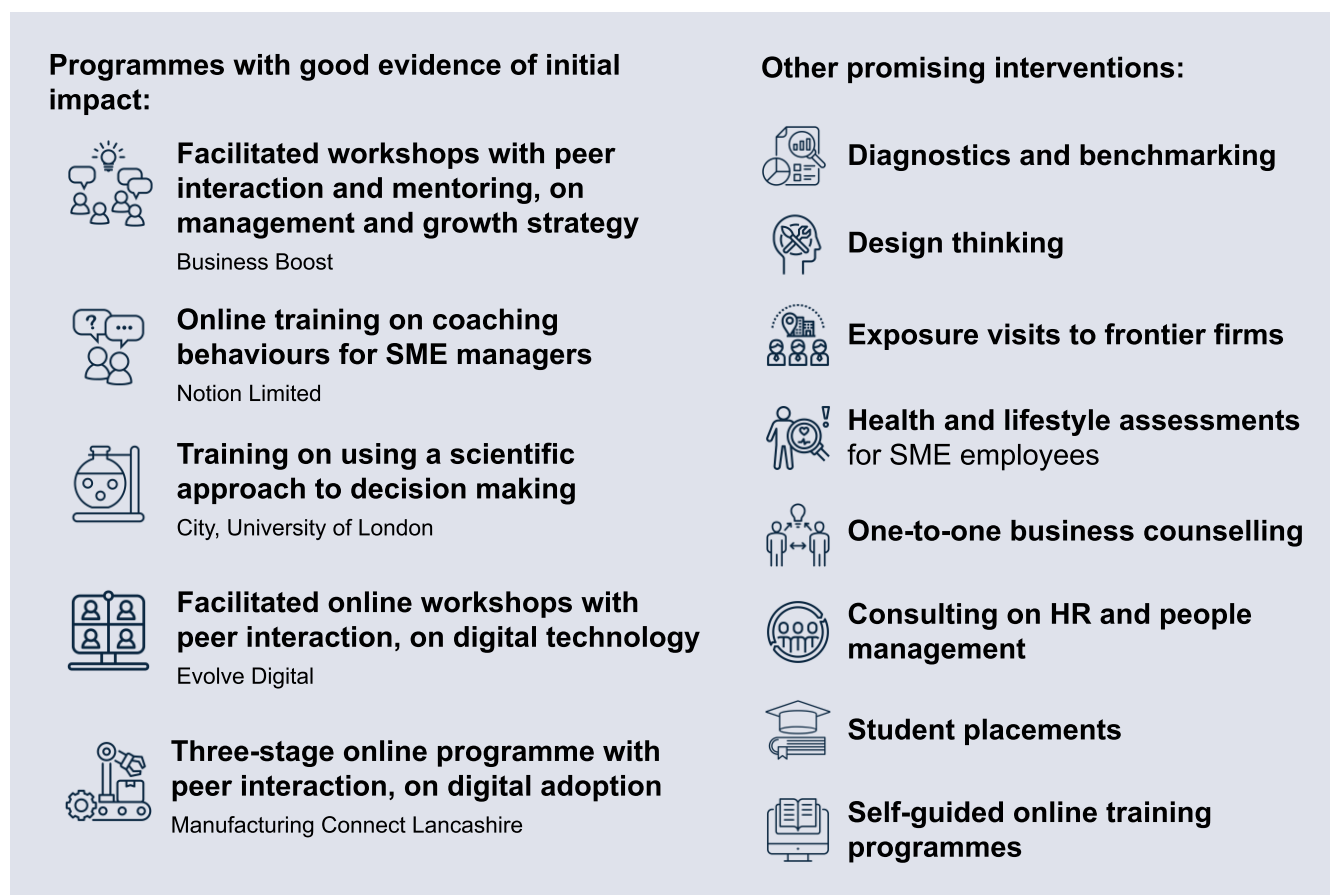 Programmes with good evidence of initial
impact:
Facilitated workshops with peer
interaction and mentoring, on
management and growth strategy
Business Boost
? ...
Online training on coaching
behaviours for SME managers
Notion Limited
Training on using a scientific
approach to decision making
City, University of London
Facilitated online workshops with
peer interaction, on digital technology
Evolve Digital
Three-stage online programme with
peer interaction, on digital adoption
Manufacturing Connect Lancashire
Other promising interventions:
Diagnostics and benchmarking
Design thinking
Exposure visits to frontier firms
!
Health and lifestyle assessments
for SME employees
One-to-one business counselling
Consulting on HR and people
management
Student placements
Self-guided online training
programmes